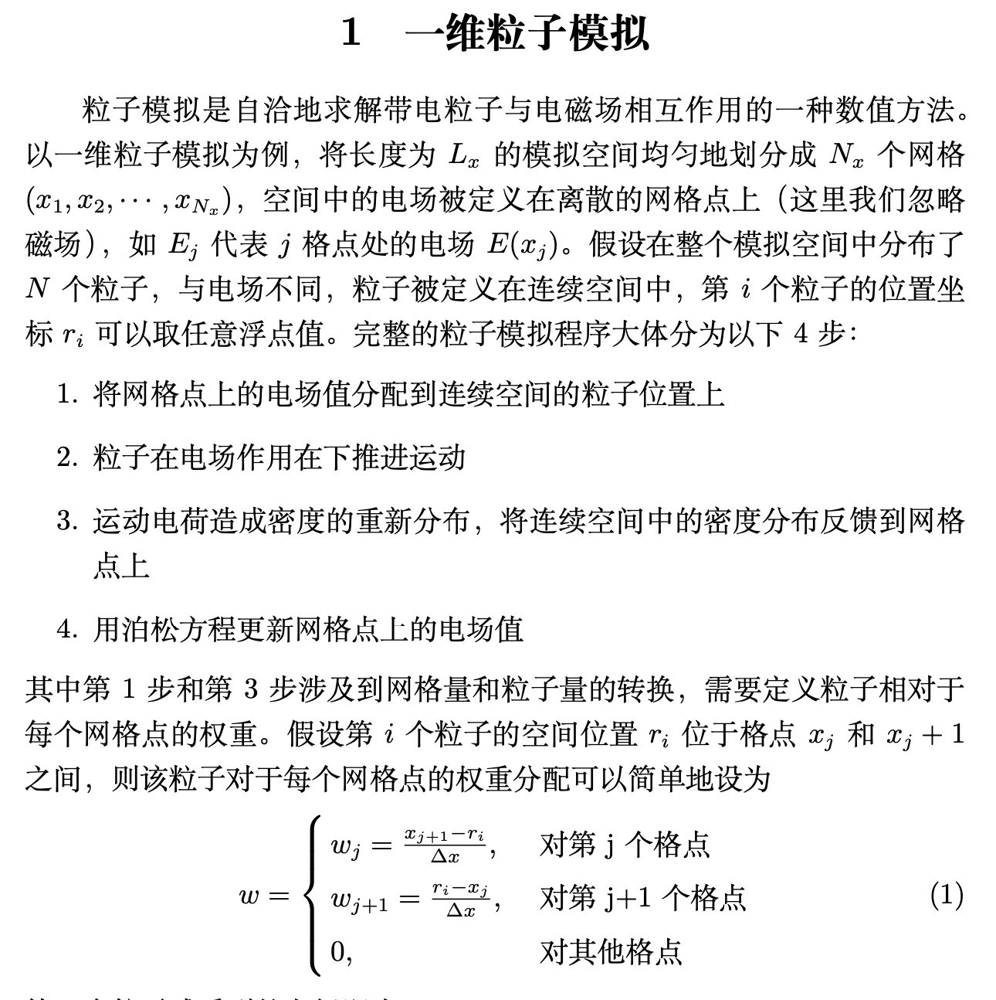 1 一维粒子模拟
粒子模拟是自洽地求解带电粒子与电磁场相互作用的一种数值方法。
以一维粒子模拟为例，将长度为 Lₓ 的模拟空间均匀地划分成 Nₓ 个网格
(x₁, x₂, ⋯ , x_{Nₓ})，空间中的电场被定义在离散的网格点上（这里我们忽略
磁场），如 E_j 代表 j 格点处的电场 E(x_j)。假设在整个模拟空间中分布了
N 个粒子，与电场不同，粒子被定义在连续空间中，第 i 个粒子的位置坐
标 r_i 可以取任意浮点值。完整的粒子模拟程序大体分为以下 4 步：
1. 将网格点上的电场值分配到连续空间的粒子位置上
2. 粒子在电场作用在下推进运动
3. 运动电荷造成密度的重新分布，将连续空间中的密度分布反馈到网格
点上
4. 用泊松方程更新网格点上的电场值
其中第 1 步和第 3 步涉及到网格量和粒子量的转换，需要定义粒子相对于
每个网格点的权重。假设第 i 个粒子的空间位置 r_i 位于格点 x_j 和 x_j + 1
之间，则该粒子对于每个网格点的权重分配可以简单地设为
w = { w_j = \frac{x_{j+1}-r_i}{Δx}, 对第 j 个格点
w_{j+1} = \frac{r_i-x_j}{Δx}, 对第 j+1 个格点 (1)
0, 对其他格点